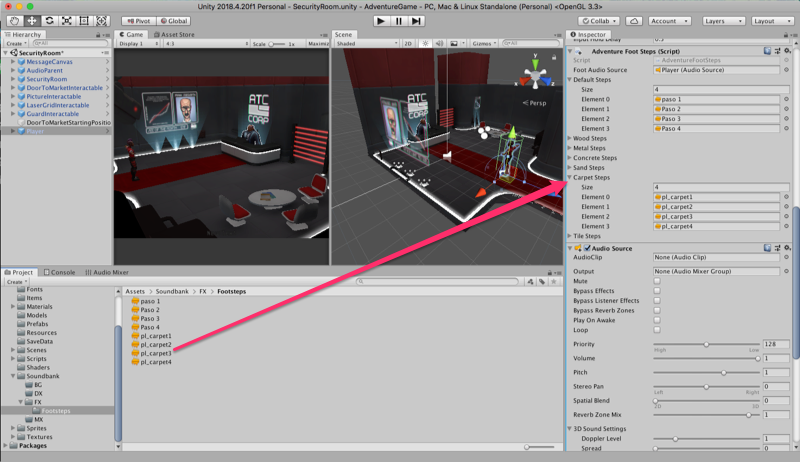 Unity 2018.4.20f1 Personal - SecurityRoom.unity - AdventureGame - PC, Mac & Linux Standalone (Personal) <OpenGL 3.3>
Pivot Global Collab Account Layers Layout
Hierarchy
Create All
SecurityRoom*
MessageCanvas
AudioParent
SecurityRoom
DoorToMarketInteractable
PictureInteractable
LaserGridInteractable
GuardInteractable
DoorToMarketStartingPositio
Player
Game Asset Store
Display 1 4:3 Scale 1x Maximize
ATC
CORP
Scene
Shaded 2D Gizmos All
y
Persp
ATC
CORP
Inspector
Input Hold Delay 0.5
Adventure Foot Steps (Script)
Script AdventureFootSteps
Foot Audio Source Player (Audio Source)
Default Steps
Size 4
Element 0 paso 1
Element 1 Paso 2
Element 2 Paso 3
Element 3 Paso 4
Wood Steps
Metal Steps
Concrete Steps
Sand Steps
Carpet Steps
Size 4
Element 0 pl_carpet1
Element 1 pl_carpet2
Element 2 pl_carpet3
Element 3 pl_carpet4
Tile Steps
Audio Source
AudioClip None (Audio Clip)
Output None (Audio Mixer Group)
Mute
Bypass Effects
Bypass Listener Effects
Bypass Reverb Zones
Play On Awake
Loop
Priority 128
High Low
Volume 1
Pitch 1
Stereo Pan 0
Left Right
Spatial Blend 0
2D 3D
Reverb Zone Mix 1
3D Sound Settings
Doppler Level 1
Spread 0
Project Console Audio Mixer
Create
Fonts
Items
Materials
Models
Prefabs
Resources
SaveData
Scenes
Scripts
Shaders
Soundbank
BG
DX
FX
Footsteps
MX
Sprites
Textures
Packages
Assets > Soundbank > FX > Footsteps
paso 1
Paso 2
Paso 3
Paso 4
pl_carpet1
pl_carpet2
pl_carpet3
pl_carpet4